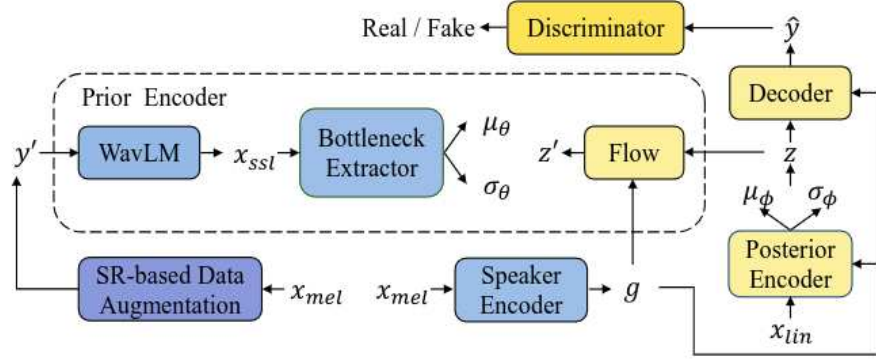 Real / Fake
Discriminator
ŷ
Prior Encoder
Decoder
y′
WavLM
x_ssl
Bottleneck
Extractor
μ_θ
σ_θ
z′
Flow
z
μ_ϕ
σ_ϕ
SR-based Data
Augmentation
x_mel
x_mel
Speaker
Encoder
g
Posterior
Encoder
x_lin